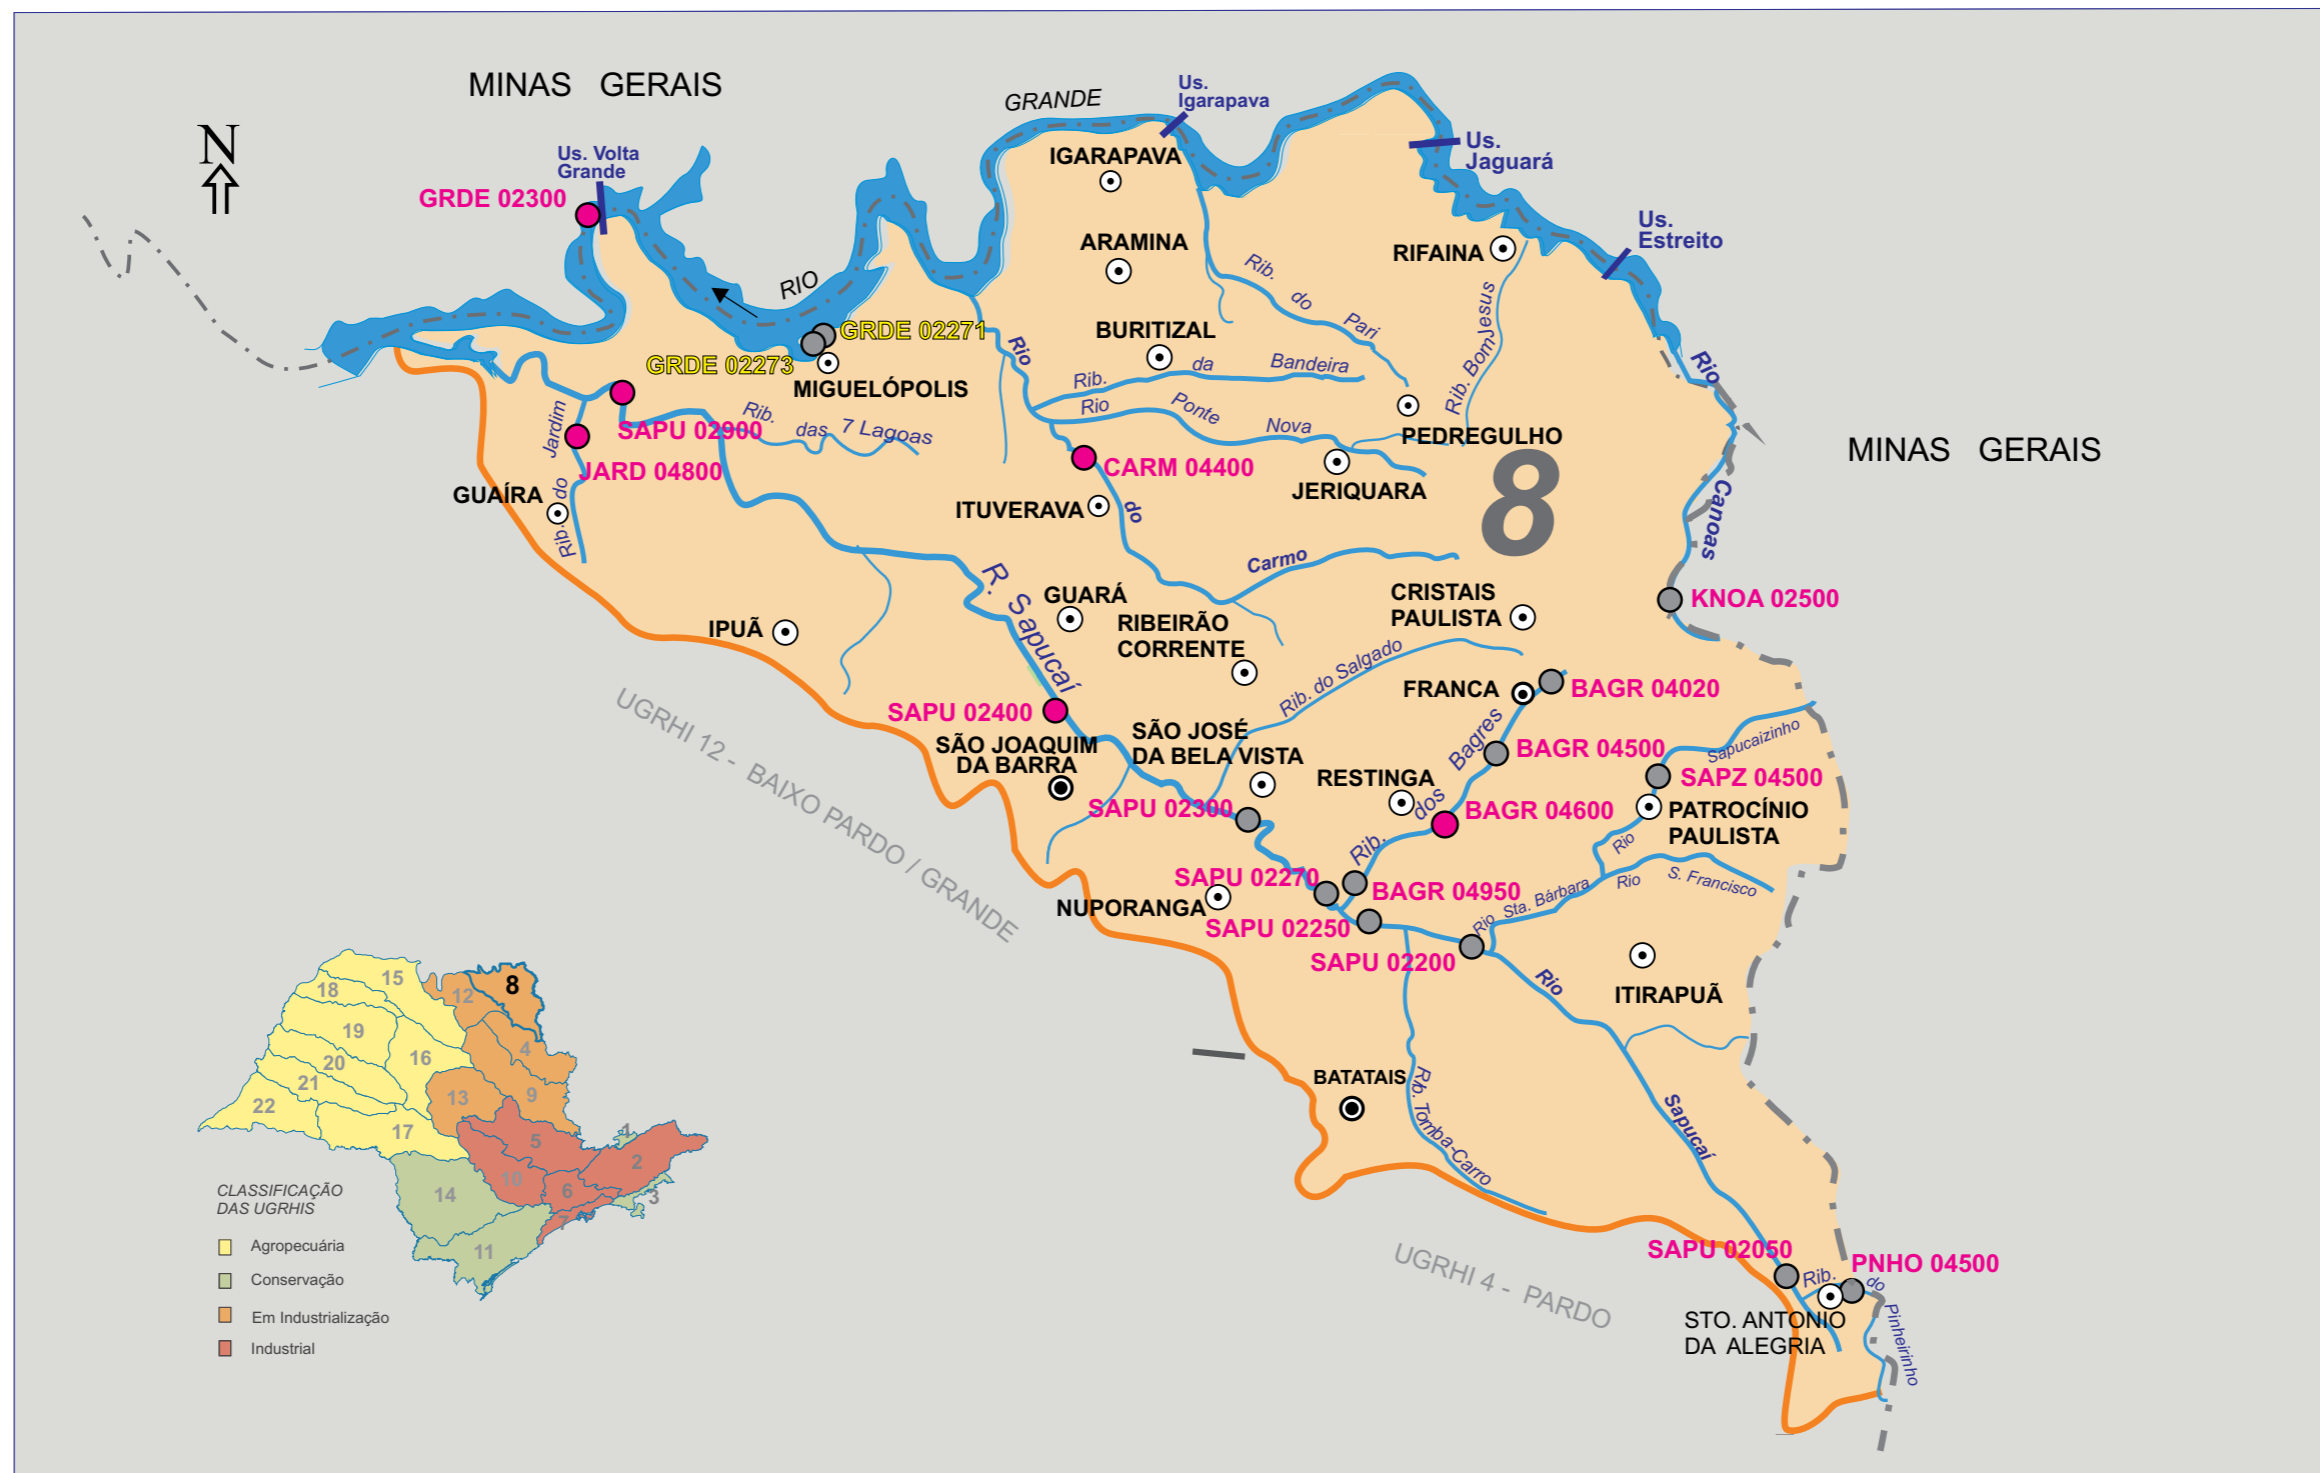 MINAS GERAIS
N
GRANDE
Us.
Igarapava
Us. Volta
Grande
GRDE 02300
IGARAPAVA
Us.
Jaguará
Us.
Estreito
ARAMINA
RIFAINA
RIO
Rib. do Pari
Rib. Bom Jesus
GRDE 02271
GRDE 02273
MIGUELÓPOLIS
BURITIZAL
Rio
Rib. da Bandeira
Rio Ponte Nova
PEDREGULHO
Rio
Canoas
MINAS GERAIS
SAPU 02900
Rib. das 7 Lagoas
JARD 04800
Rib. do Jardim
GUAÍRA
CARM 04400
ITUVERAVA
do
Carmo
JERIQUARA
8
R. Sapucaí
IPUÃ
GUARÁ
RIBEIRÃO
CORRENTE
CRISTAIS
PAULISTA
KNOA 02500
Rib. do Salgado
FRANCA
BAGR 04020
UGRHI 12 - BAIXO PARDO / GRANDE
SAPU 02400
SÃO JOAQUIM
DA BARRA
SÃO JOSÉ
DA BELA VISTA
Rib. dos Bagres
BAGR 04500
Sapucaizinho
SAPZ 04500
RESTINGA
SAPU 02300
BAGR 04600
PATROCÍNIO
PAULISTA
Rio
SAPU 02270
BAGR 04950
NUPORANGA
SAPU 02250
SAPU 02200
Rio Sta. Bárbara
Rio S. Francisco
Rio
Sapucaí
ITIRAPUÃ
BATATAIS
Rib. Tomba-Carro
UGRHI 4 - PARDO
SAPU 02050
PNHO 04500
Rib. do Pinheirinho
STO. ANTONIO
DA ALEGRIA
15
18
12
8
19
4
20
16
21
13
9
22
17
5
1
2
10
6
3
14
7
11
CLASSIFICAÇÃO
DAS UGRHIS
Agropecuária
Conservação
Em Industrialização
Industrial